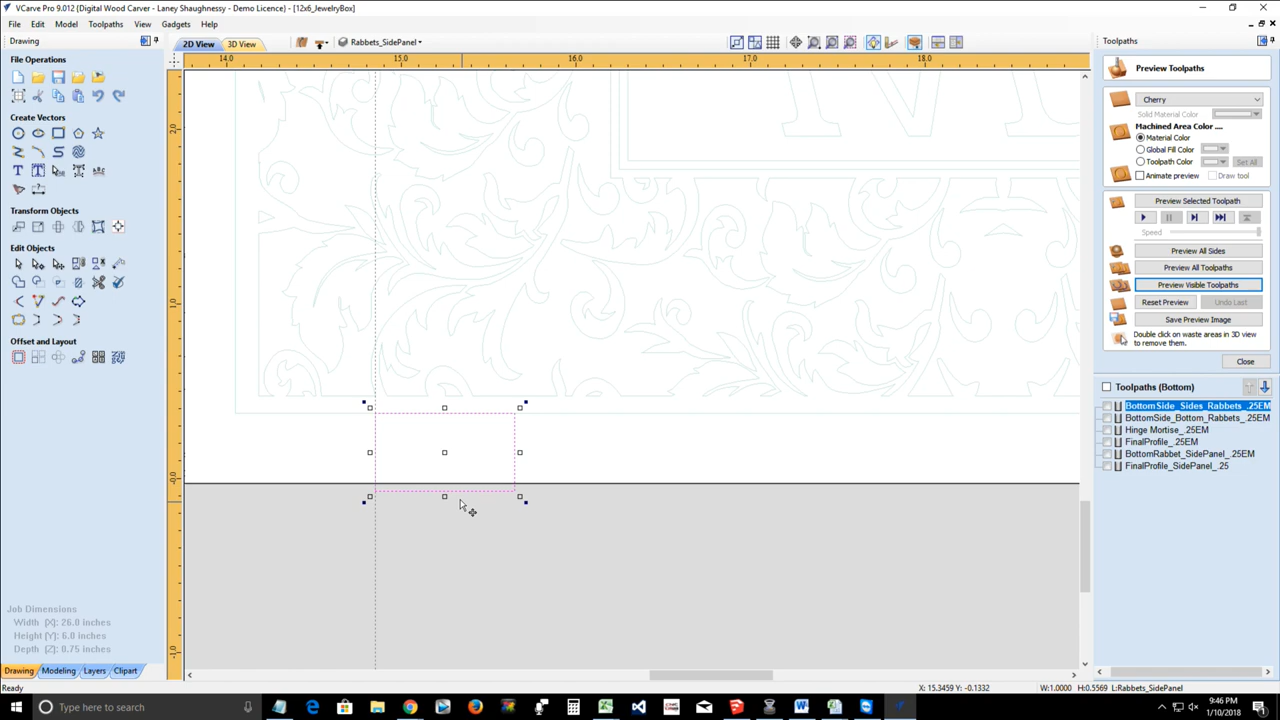 VCarve Pro 9.012 (Digital Wood Carver - Laney Shaughnessy - Demo Licence) - [12x6_JewelryBox]
File Edit Model Toolpaths View Gadgets Help
Drawing
2D View 3D View Rabbets_SidePanel
Toolpaths
File Operations
14.0 15.0 16.0 17.0 18.0
2.0
1.0
-0.0
-1.0
Create Vectors
Transform Objects
Edit Objects
Offset and Layout
Job Dimensions
Width (X): 26.0 inches
Height (Y): 6.0 inches
Depth (Z): 0.75 inches
Drawing Modeling Layers Clipart
Preview Toolpaths
Cherry
Solid Material Color
Machined Area Color ....
Material Color
Global Fill Color
Toolpath Color Set All
Animate preview Draw tool
Preview Selected Toolpath
Speed
Preview All Sides
Preview All Toolpaths
Preview Visible Toolpaths
Reset Preview Undo Last
Save Preview Image
Double click on waste areas in 3D view
to remove them.
Close
Toolpaths (Bottom)
BottomSide_Sides_Rabbets_.25EM
BottomSide_Bottom_Rabbets_.25EM
Hinge Mortise_.25EM
FinalProfile_.25EM
BottomRabbet_SidePanel_.25EM
FinalProfile_SidePanel_.25
Ready
X: 15.3459 Y: -0.1332 W:1.0000 H:0.5569 L:Rabbets_SidePanel
Type here to search
9:46 PM
1/10/2018